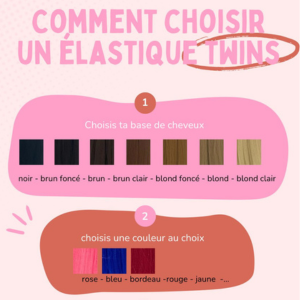 COMMENT CHOISIR
UN ÉLASTIQUE TWINS
1
Choisis ta base de cheveux
noir - brun foncé - brun - brun clair - blond foncé - blond - blond clair
2
choisis une couleur au choix
rose - bleu - bordeau -rouge - jaune -...